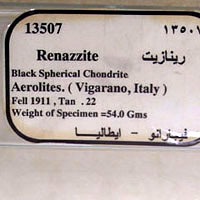 13507 ١٣٥٠٧
Renazzite رينازيت
Black Spherical Chondrite
Aerolites. ( Vigarano, Italy )
Fell 1911 , Tan . 22
Weight of Specimen =54.0 Gms
فيغرانو - ايطاليا